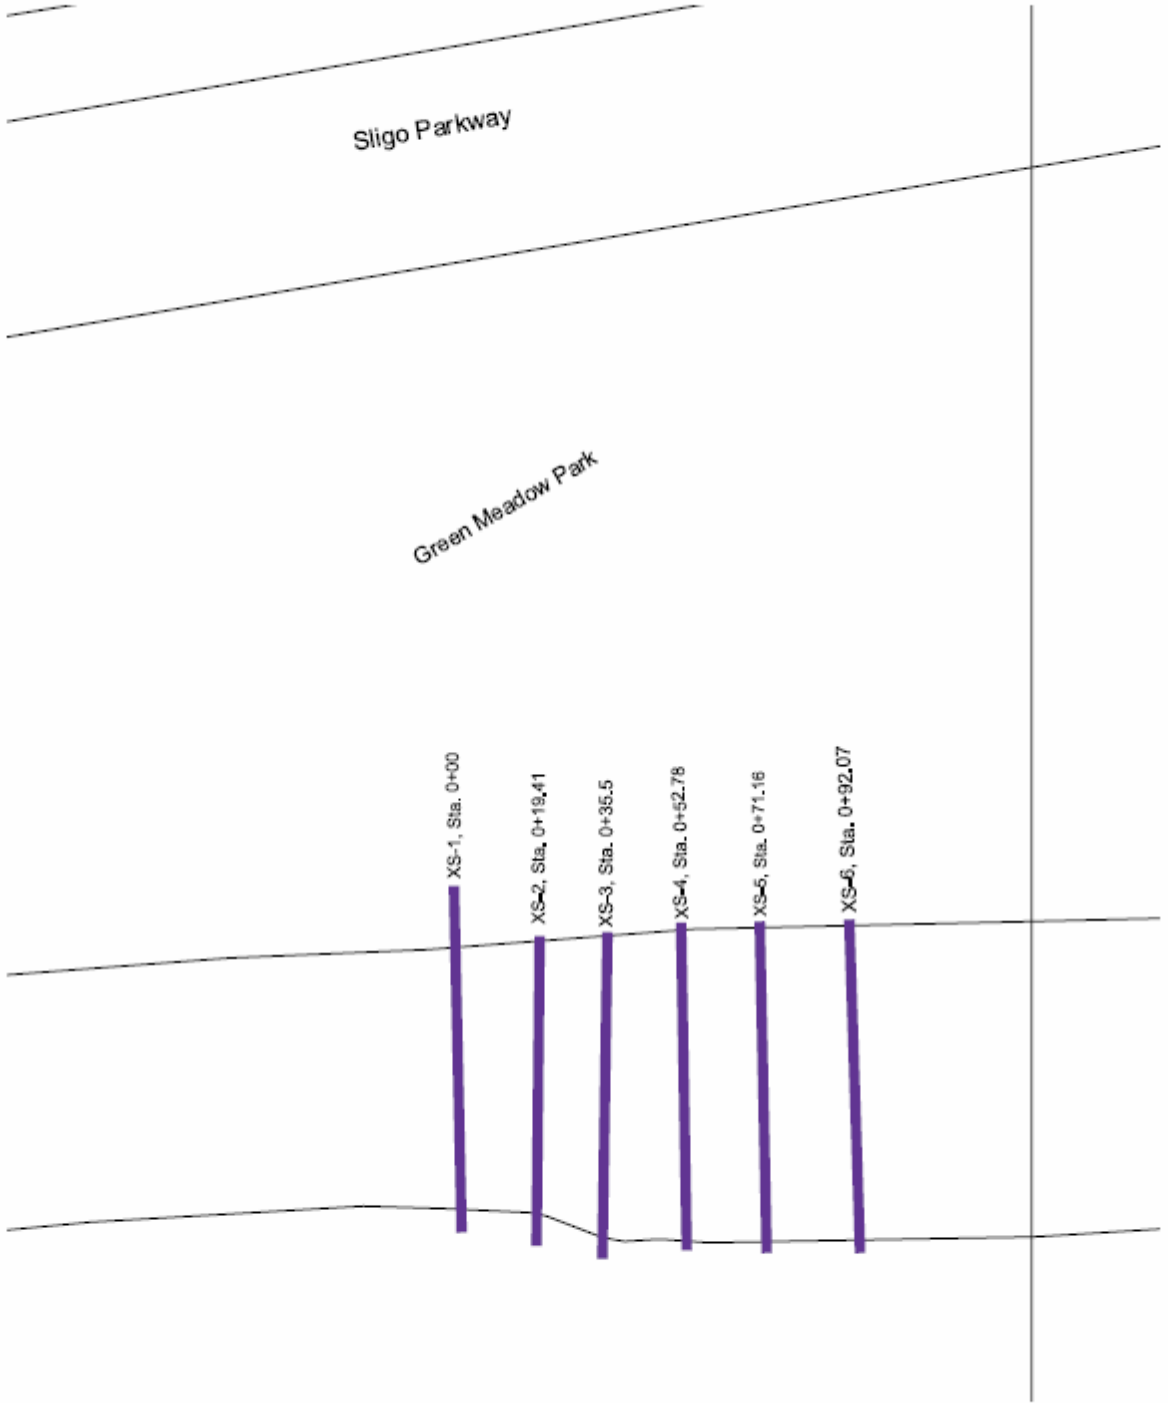 Sligo Parkway
Green Meadow Park
XS-1, Sta. 0+00
XS-2, Sta. 0+19.41
XS-3, Sta. 0+35.5
XS-4, Sta. 0+52.78
XS-5, Sta. 0+71.16
XS-6, Sta. 0+92.07